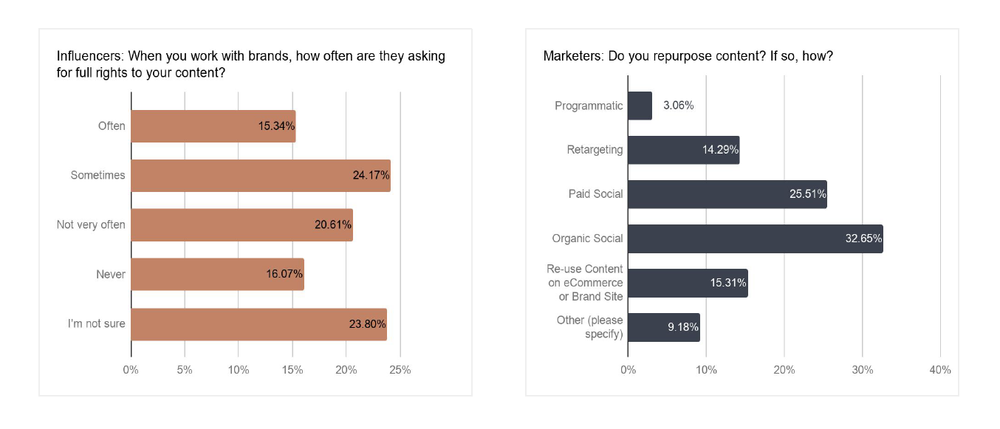 Influencers: When you work with brands, how often are they asking
for full rights to your content?
Often
15.34%
Sometimes
24.17%
Not very often
20.61%
Never
16.07%
I'm not sure
23.80%
0%
5%
10%
15%
20%
25%
Marketers: Do you repurpose content? If so, how?
Programmatic
3.06%
Retargeting
14.29%
Paid Social
25.51%
Organic Social
32.65%
Re-use Content
on eCommerce
or Brand Site
15.31%
Other (please
specify)
9.18%
0%
10%
20%
30%
40%